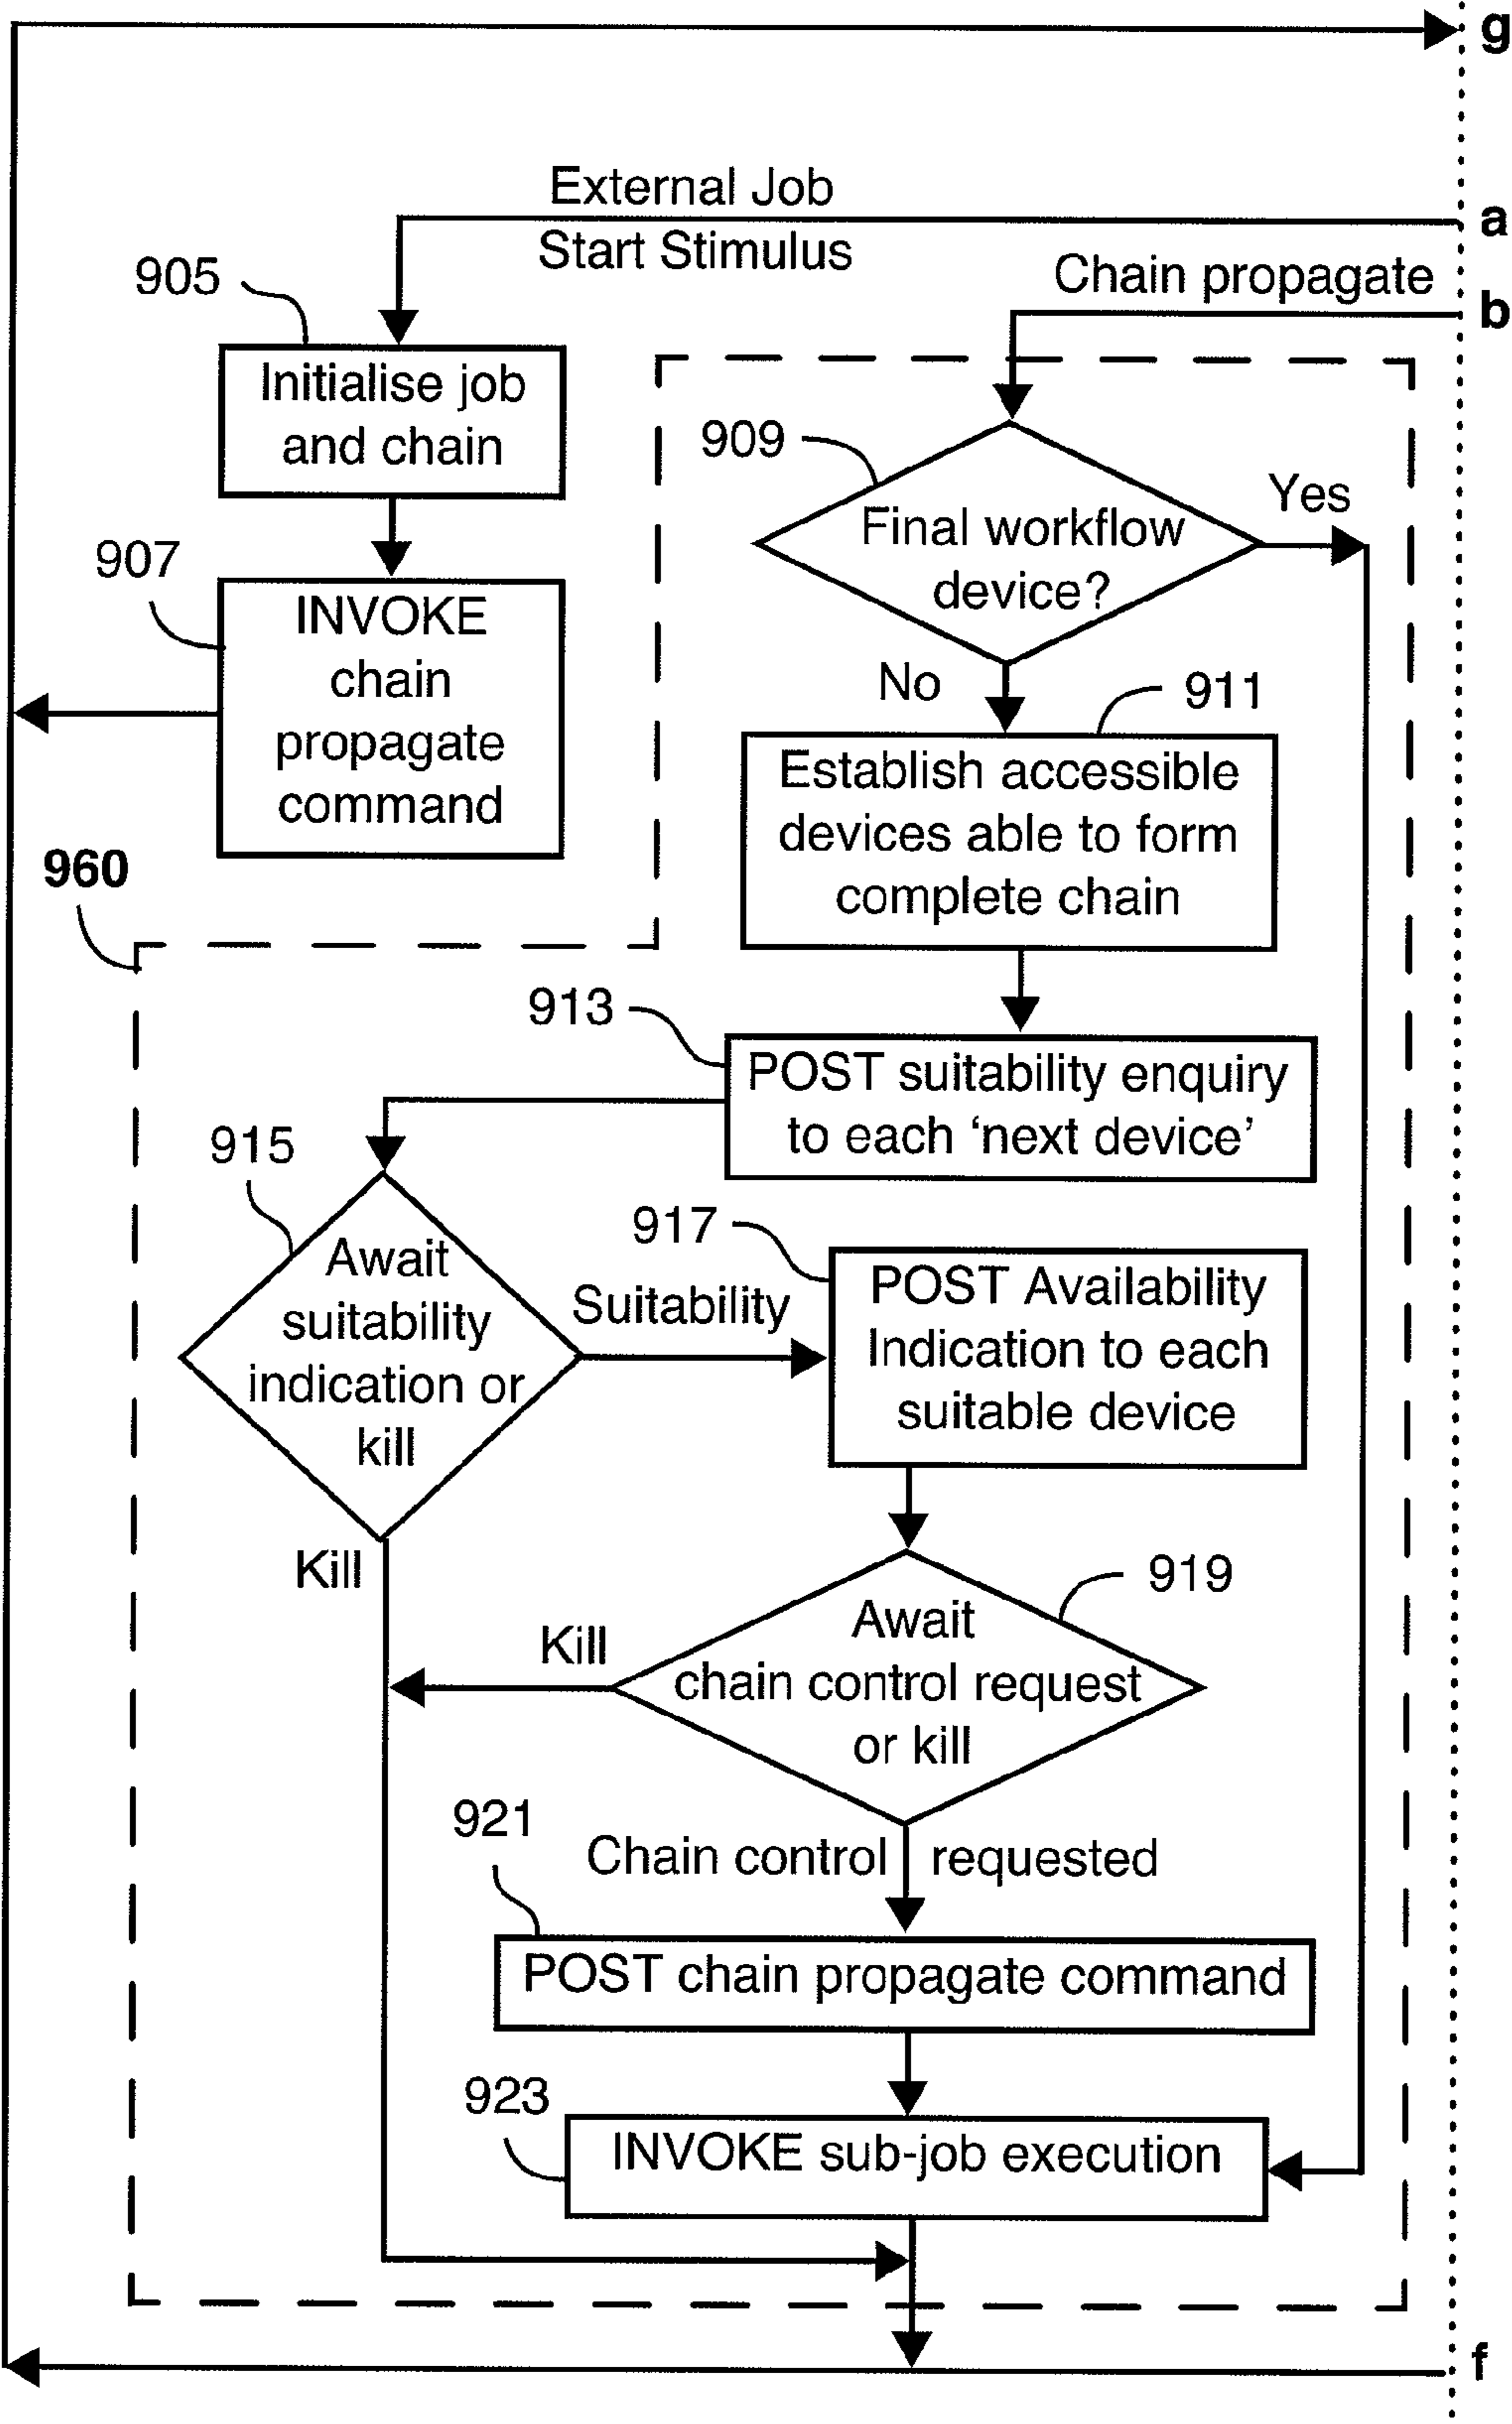 g
External Job
a
Start Stimulus
905
Chain propagate
b
Initialise job
and chain
909
Yes
Final workflow
device?
907
INVOKE
chain
propagate
command
No
911
Establish accessible
devices able to form
complete chain
960
913
POST suitability enquiry
to each ‘next device’
915
917
Await
suitability
indication or
kill
Suitability
POST Availability
Indication to each
suitable device
Kill
919
Kill
Await
chain control request
or kill
921
Chain control requested
POST chain propagate command
923
INVOKE sub-job execution
f